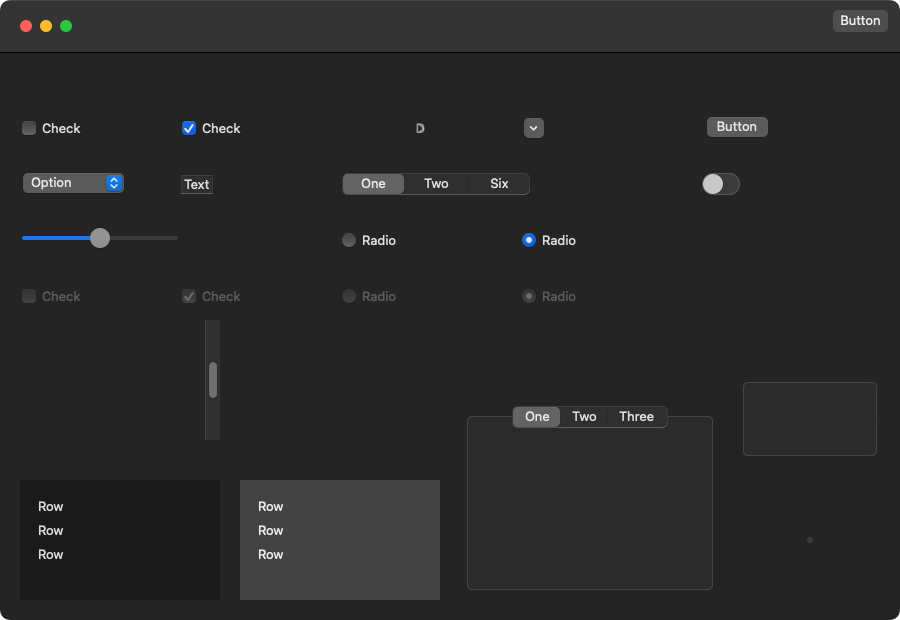 Button
Check
Check
D
Button
Option
Text
One Two Six
Radio
Radio
Check
Check
Radio
Radio
One Two Three
Row
Row
Row
Row
Row
Row